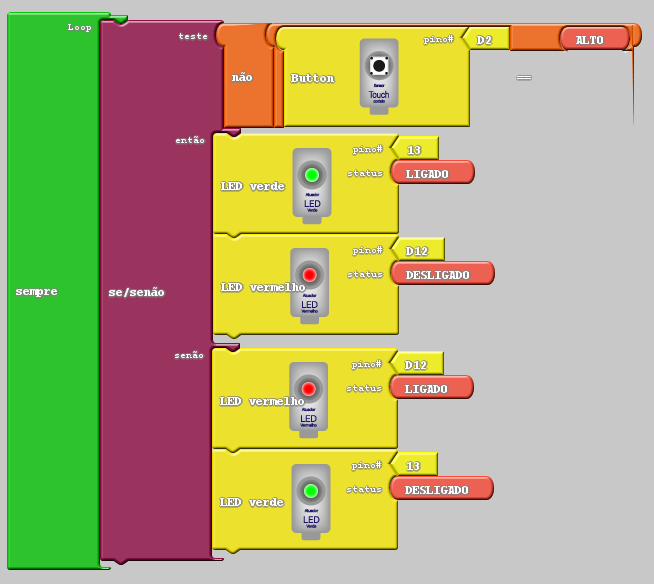 Loop
teste
pino#
D2
==
ALTO
não
Button
Sensor
Touch
contato
então
pino#
13
status
LIGADO
LED verde
Atuador
LED
Verde
pino#
D12
status
DESLIGADO
LED vermelho
Atuador
LED
Vermelho
sempre
se/senão
senão
pino#
D12
status
LIGADO
LED vermelho
Atuador
LED
Vermelho
pino#
13
status
DESLIGADO
LED verde
Atuador
LED
Verde